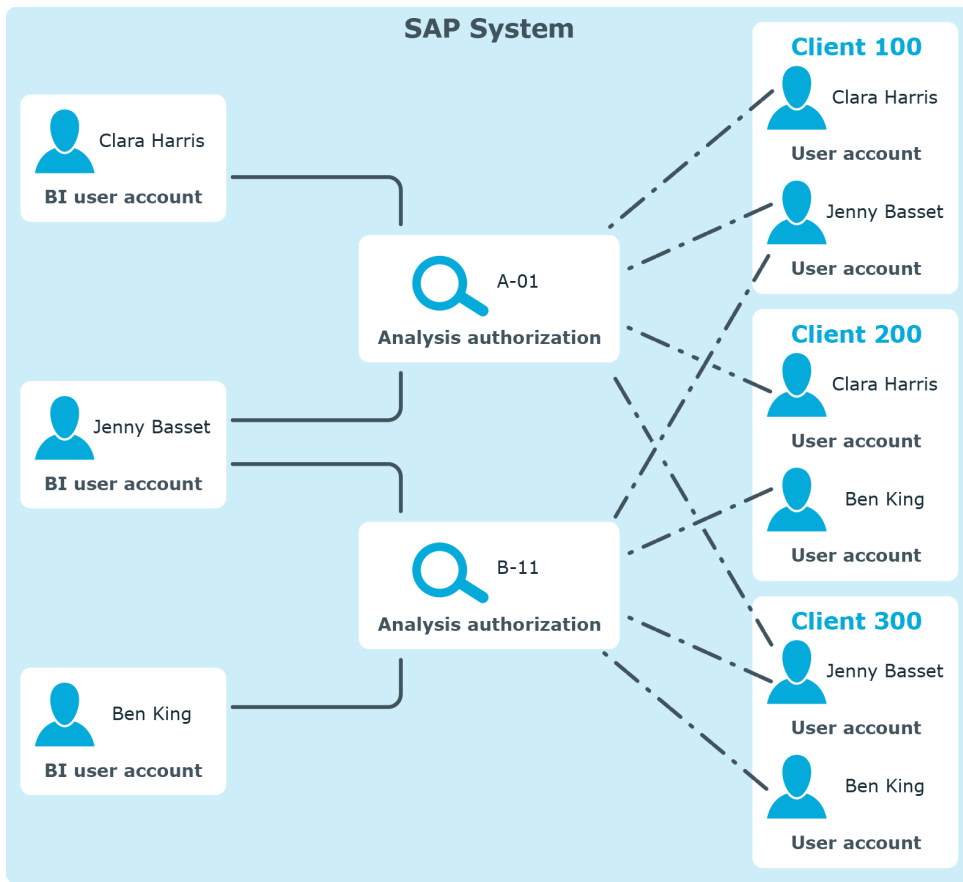 SAP System
Clara Harris
BI user account
Jenny Basset
BI user account
Ben King
BI user account
A-01
Analysis authorization
B-11
Analysis authorization
Client 100
Clara Harris
User account
Jenny Basset
User account
Client 200
Clara Harris
User account
Ben King
User account
Client 300
Jenny Basset
User account
Ben King
User account